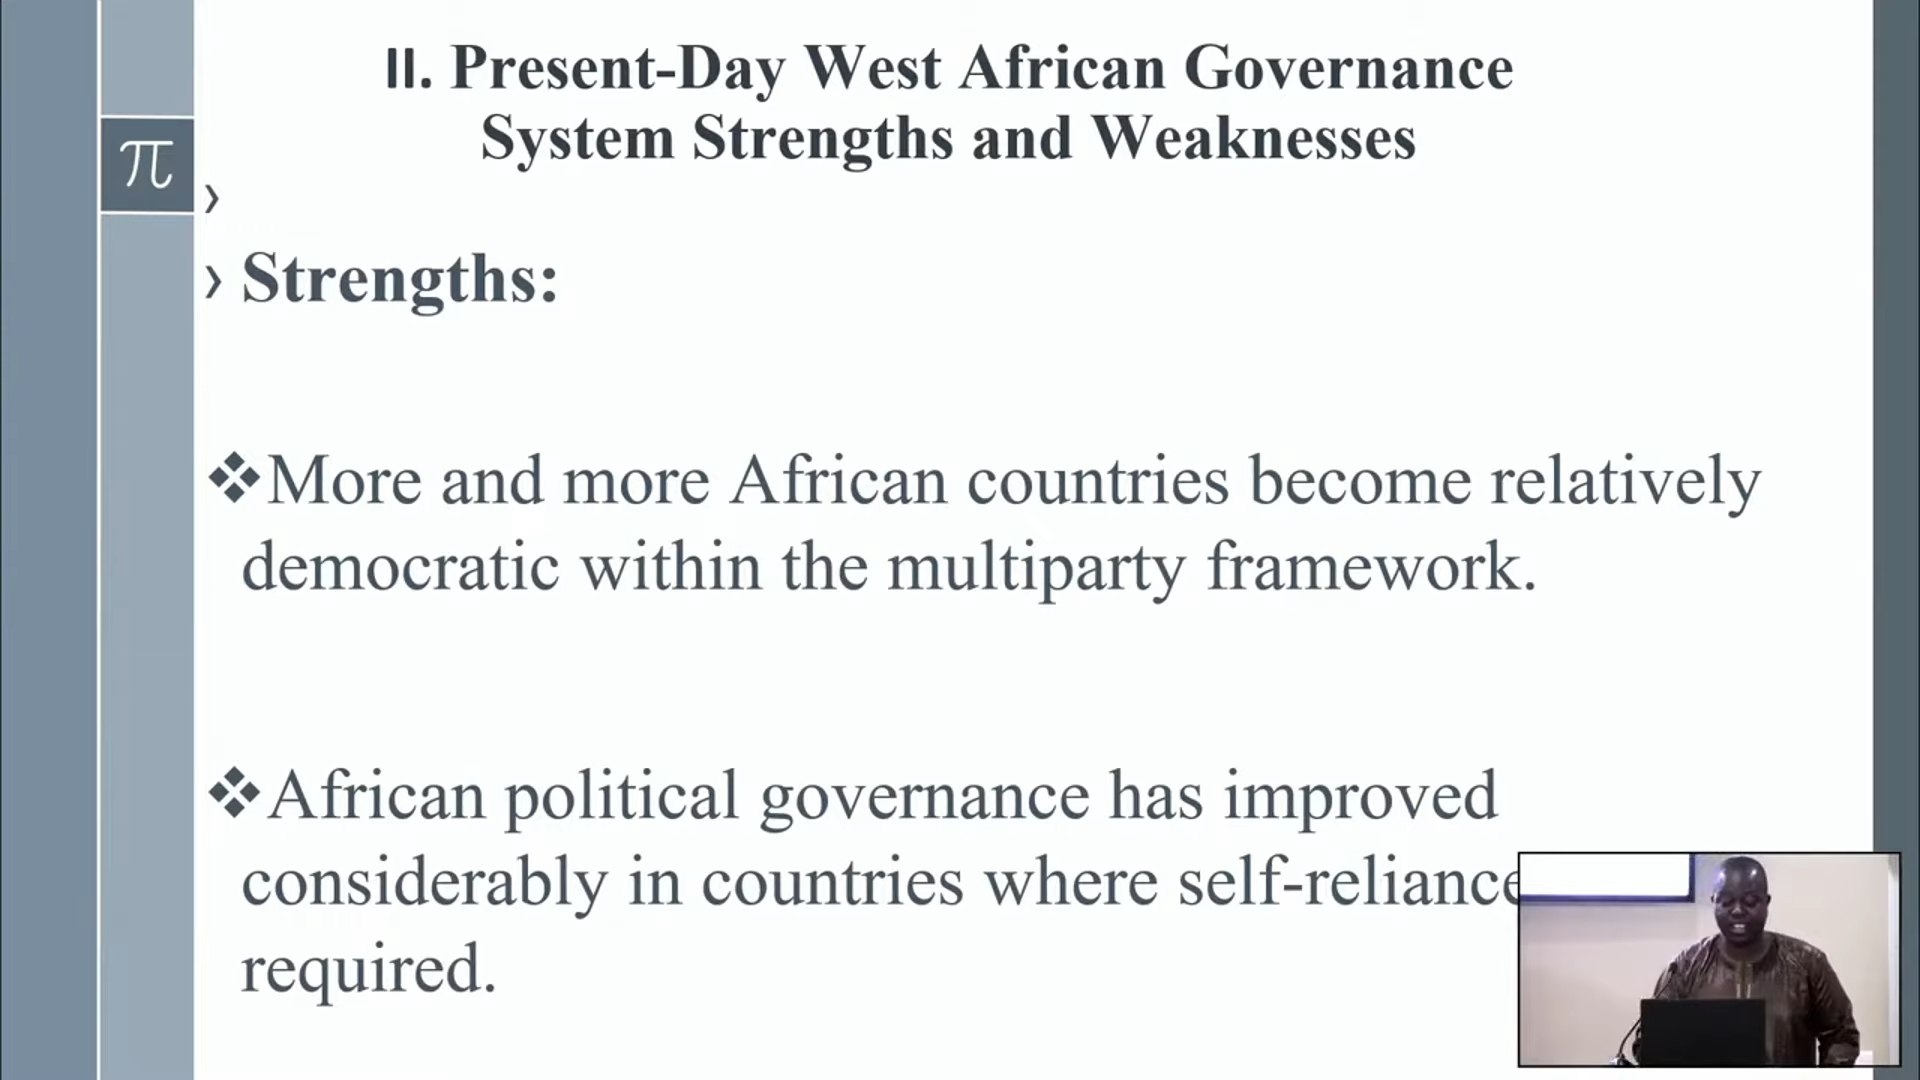 II. Present-Day West African Governance
System Strengths and Weaknesses
π
›
› Strengths:
❖More and more African countries become relatively
democratic within the multiparty framework.
❖African political governance has improved
considerably in countries where self-reliance
required.